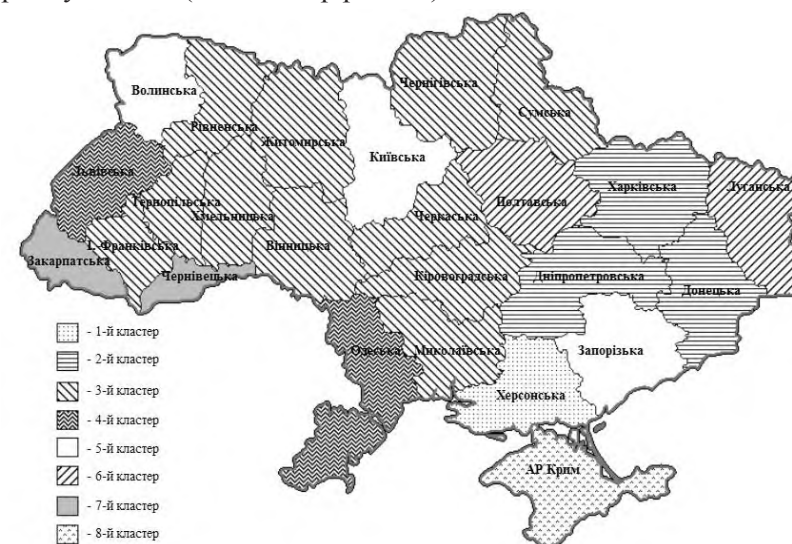 Волинська
Рівненська
Житомирська
Київська
Чернігівська
Сумська
Львівська
Тернопільська
Хмельницька
Вінницька
Черкаська
Полтавська
Харківська
Луганська
І. Франківська
Закарпатська
Чернівецька
Кіровоградська
Дніпропетровська
Донецька
Одеська
Миколаївська
Запорізька
Херсонська
АР Крим
- 1-й кластер
- 2-й кластер
- 3-й кластер
- 4-й кластер
- 5-й кластер
- 6-й кластер
- 7-й кластер
- 8-й кластер